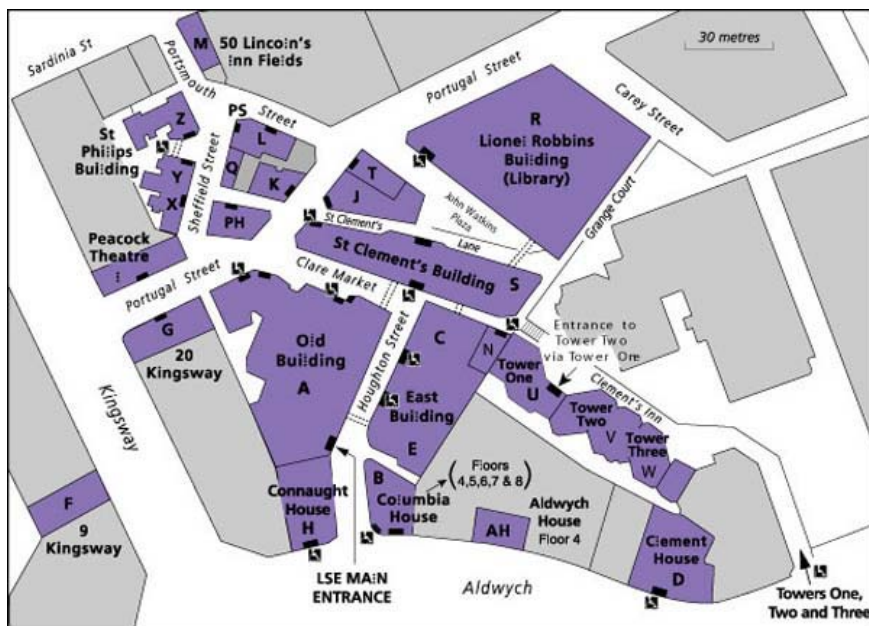 Sardinia St
Portsmouth
Street
M
50 Lincoln's
Inn Fields
30 metres
Portugal Street
Carey Street
PS
Z
L
St
Philips
Building
Q
K
Y
X
Sheffield Street
PH
T
J
R
Lionel Robbins
Building
(Library)
John Watkins
Plaza
Grange Court
St Clement's
Lane
St Clement's Building
S
Peacock
Theatre
I
Portugal Street
Clare Market
G
20
Kingsway
Kingsway
Old
Building
A
Houghton Street
C
East
Building
E
N
Tower
One
U
Entrance to
Tower Two
via Tower One
Clement's Inn
Tower
Two
V
Tower
Three
W
F
9
Kingsway
Connaught
House
H
B
Columbia
House
(Floors
4,5,6,7 & 8)
AH
Aldwych
House
Floor 4
Clement
House
D
LSE MAIN
ENTRANCE
Aldwych
Towers One,
Two and Three